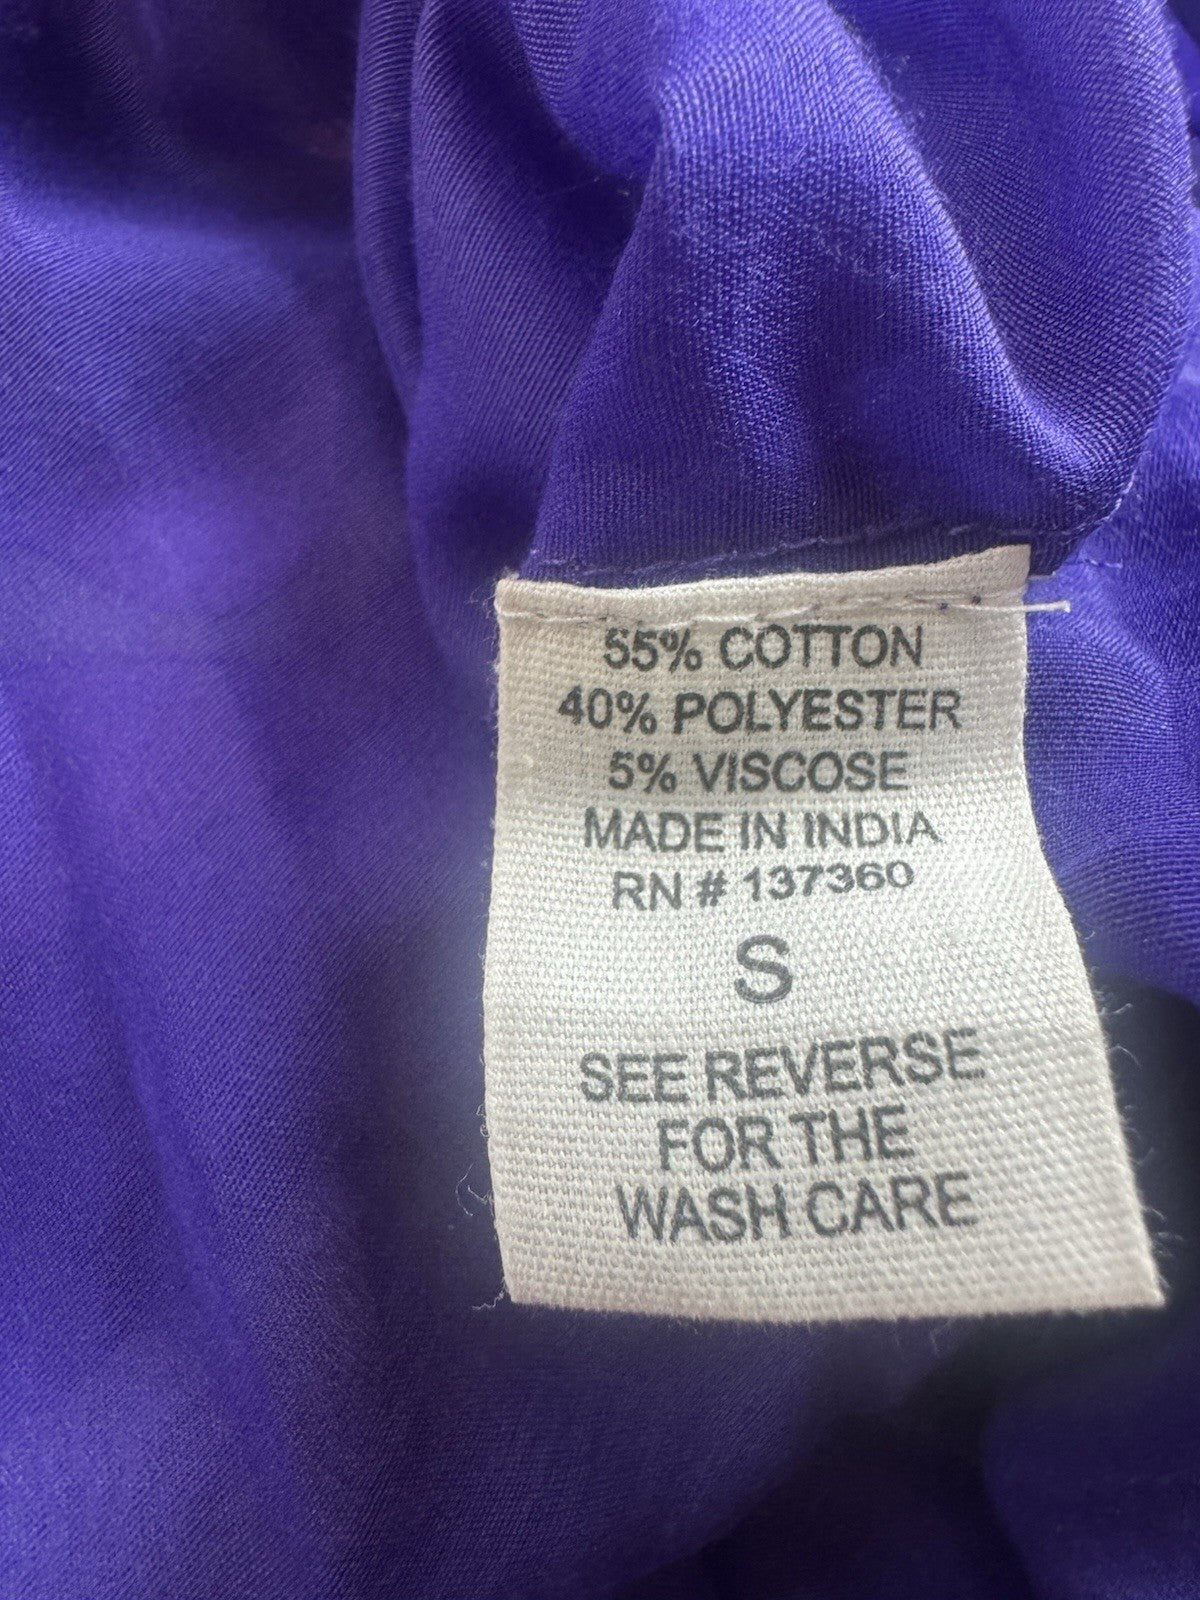 55% COTTON
40% POLYESTER
5% VISCOSE
MADE IN INDIA
RN # 137360
S
SEE REVERSE
FOR THE
WASH CARE